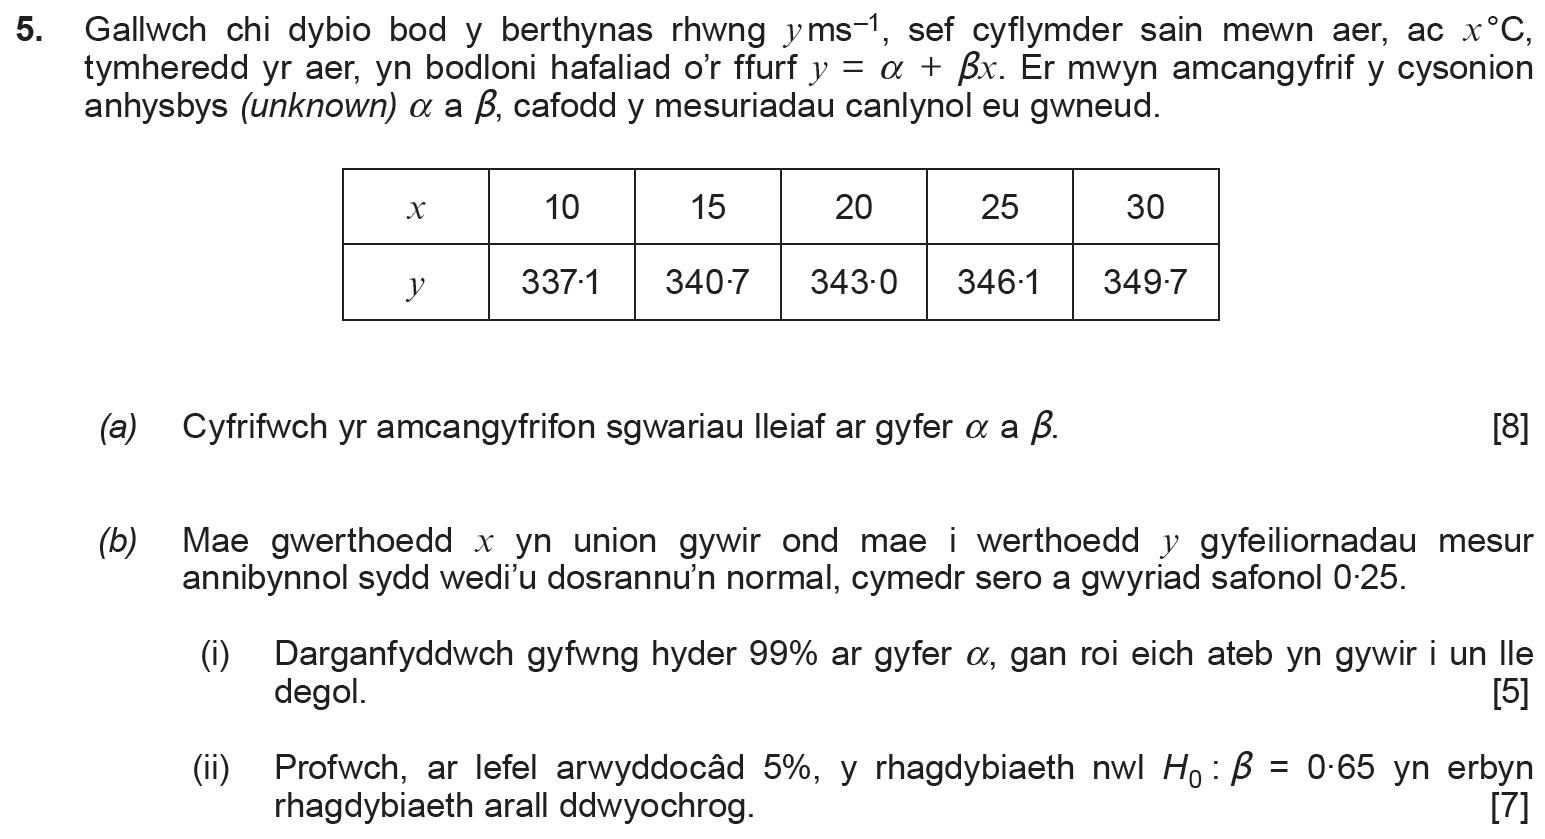 5. Gallwch chi dybio bod y berthynas rhwng y ms⁻¹, sef cyflymder sain mewn aer, ac x °C,
tymheredd yr aer, yn bodloni hafaliad o'r ffurf y = α + βx. Er mwyn amcangyfrif y cysonion
anhysbys (unknown) α a β, cafodd y mesuriadau canlynol eu gwneud.
x 10 15 20 25 30
y 337·1 340·7 343·0 346·1 349·7
(a) Cyfrifwch yr amcangyfrifon sgwariau lleiaf ar gyfer α a β. [8]
(b) Mae gwerthoedd x yn union gywir ond mae i werthoedd y gyfeiliornadau mesur
annibynnol sydd wedi'u dosrannu'n normal, cymedr sero a gwyriad safonol 0·25.
(i) Darganfyddwch gyfwng hyder 99% ar gyfer α, gan roi eich ateb yn gywir i un lle
degol. [5]
(ii) Profwch, ar lefel arwyddocâd 5%, y rhagdybiaeth nwl H₀ : β = 0·65 yn erbyn
rhagdybiaeth arall ddwyochrog. [7]